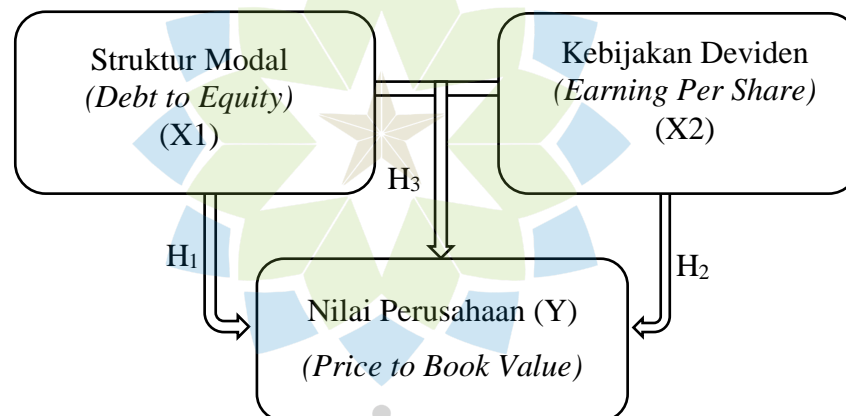 Struktur Modal
(Debt to Equity)
(X1)
Kebijakan Deviden
(Earning Per Share)
(X2)
H3
H1
H2
Nilai Perusahaan (Y)
(Price to Book Value)